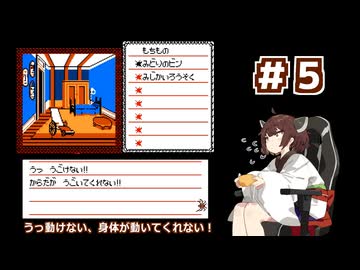 もちもの
みどりのビン
みじかいろうそく
#5
うっ うごけない!!
からだが うごいてくれない!!
うっ動けない、身体が動いてくれない！